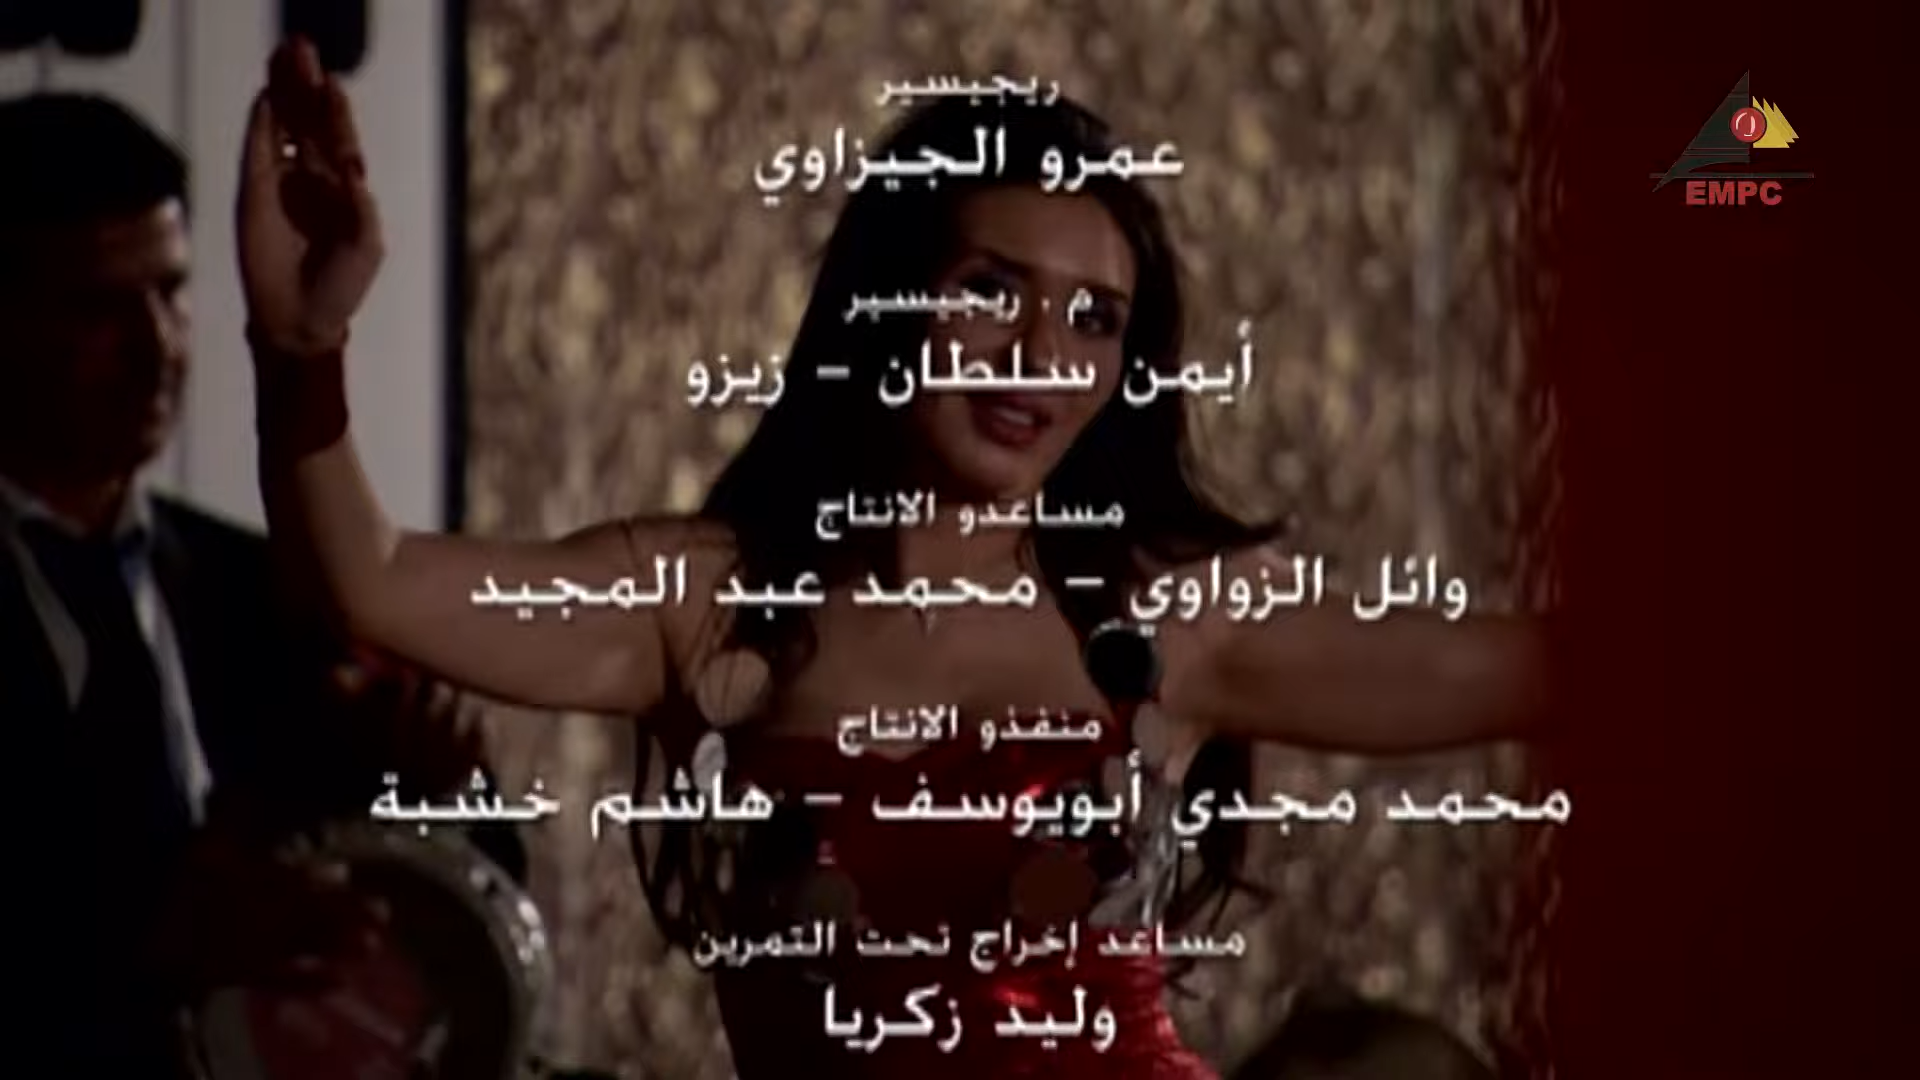 EMPC
ريجيسير
عمرو الجيزاوي
م . ريجيسير
أيمن سلطان - زيزو
مساعدو الانتاج
وائل الزواوي - محمد عبد المجيد
منفذو الانتاج
محمد مجدي أبويوسف - هاشم خشبة
مساعد إخراج تحت التمرين
وليد زكريا